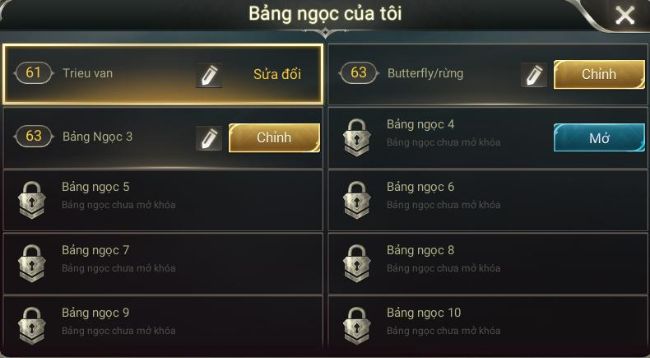 Bảng ngọc của tôi
61 Trieu van Sửa đổi
63 Butterfly/rừng Chỉnh
63 Bảng Ngọc 3 Chỉnh
Bảng ngọc 4
Bảng ngọc chưa mở khóa
Mở
Bảng ngọc 5
Bảng ngọc chưa mở khóa
Bảng ngọc 6
Bảng ngọc chưa mở khóa
Bảng ngọc 7
Bảng ngọc chưa mở khóa
Bảng ngọc 8
Bảng ngọc chưa mở khóa
Bảng ngọc 9
Bảng ngọc chưa mở khóa
Bảng ngọc 10
Bảng ngọc chưa mở khóa